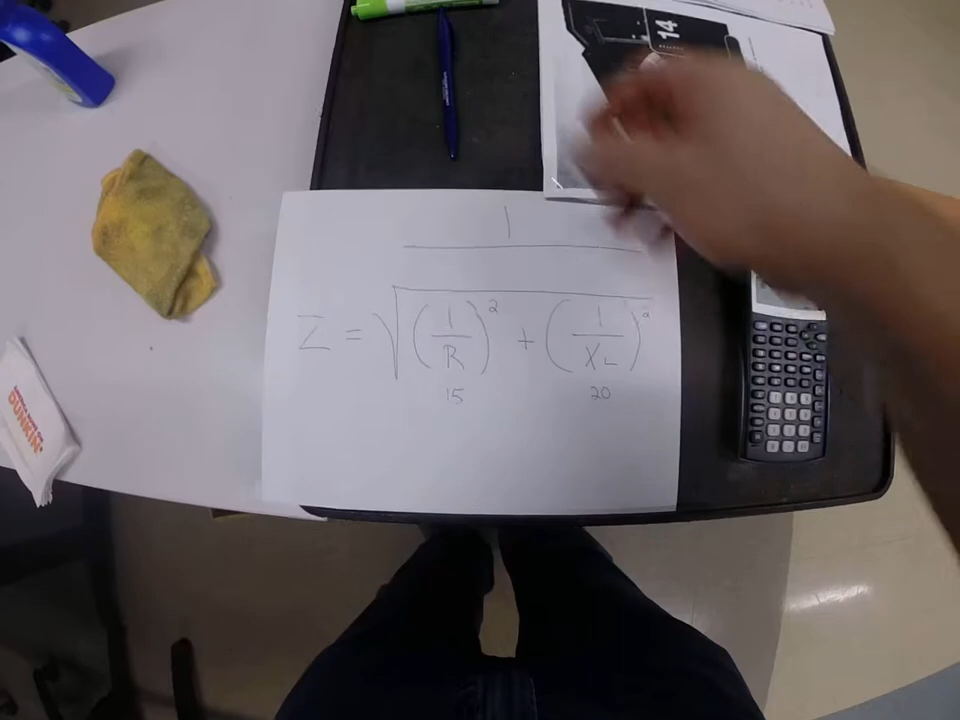 14
1
Z = √(1/R)² + (1/XL)²
15 20
DUNKIN'